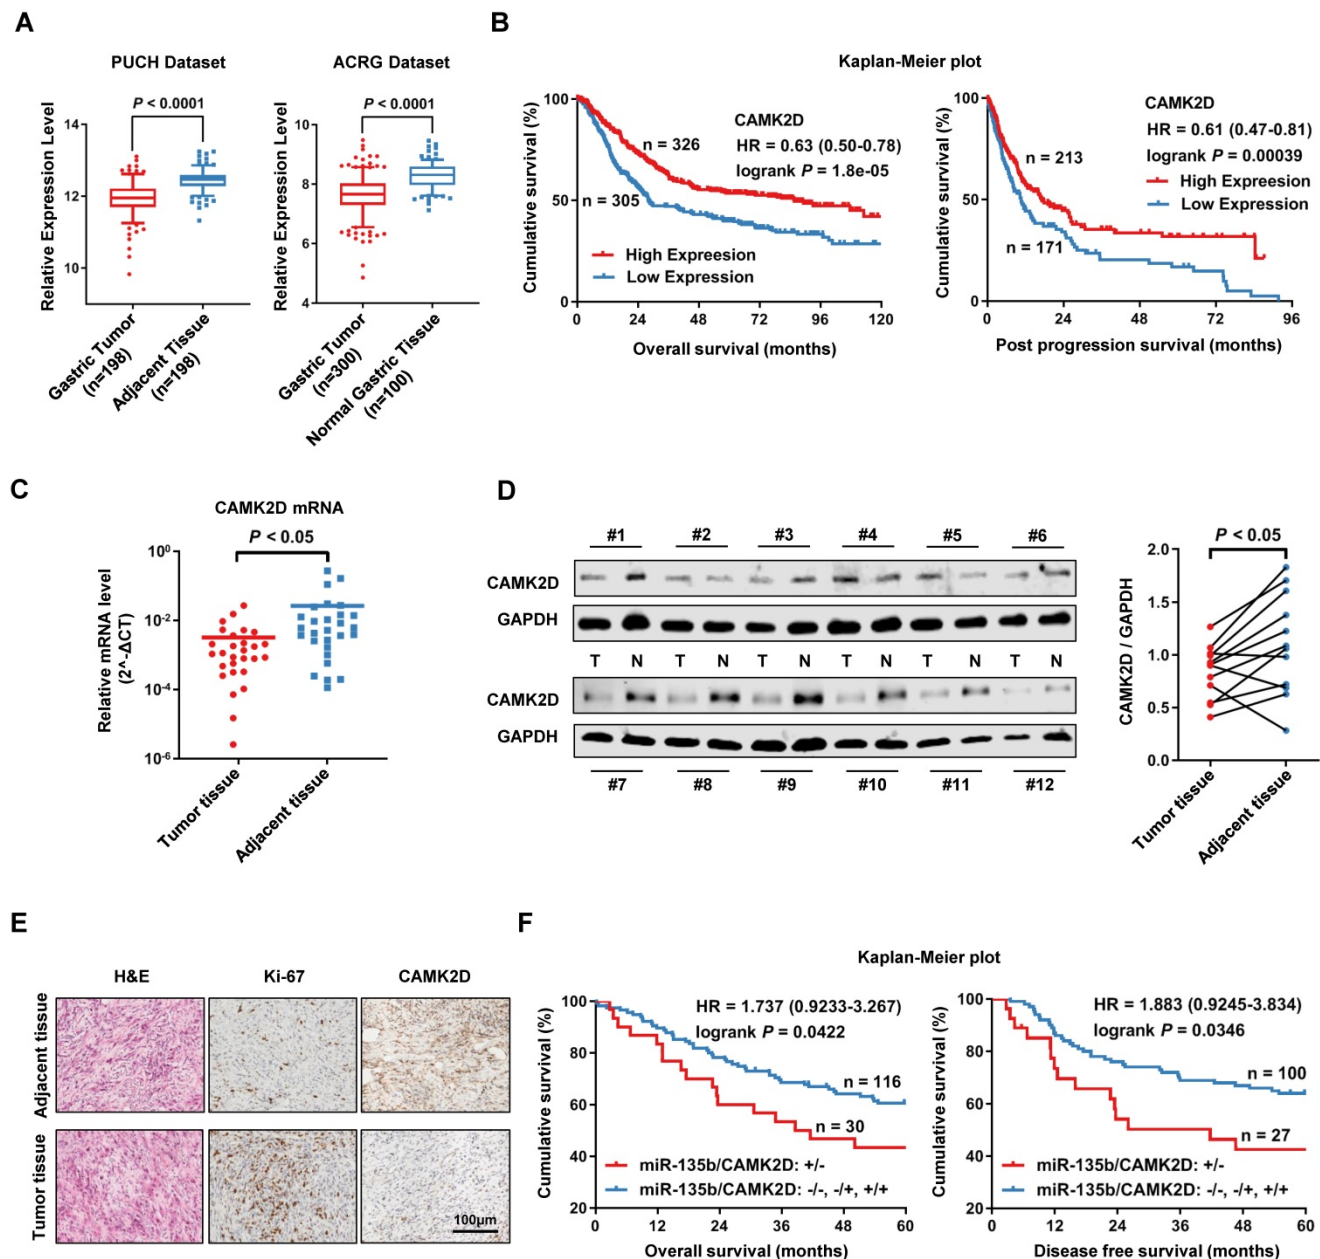 A
PUCH Dataset
P < 0.0001
Relative Expression Level
14
12
10
Gastric Tumor
(n=198)
Adjacent Tissue
(n=198)
ACRG Dataset
P < 0.0001
Relative Expression Level
10
8
6
4
Gastric Tumor
(n=300)
Normal Gastric Tissue
(n=100)
B
Kaplan-Meier plot
Cumulative survival (%)
100
50
0
CAMK2D
HR = 0.63 (0.50-0.78)
logrank P = 1.8e-05
n = 326
n = 305
High Expreesion
Low Expression
0 24 48 72 96 120
Overall survival (months)
Cumulative survival (%)
100
50
0
CAMK2D
HR = 0.61 (0.47-0.81)
logrank P = 0.00039
High Expreesion
Low Expression
n = 213
n = 171
0 24 48 72 96
Post progression survival (months)
C
CAMK2D mRNA
P < 0.05
Relative mRNA level
(2^-ΔCT)
10⁰
10⁻²
10⁻⁴
10⁻⁶
Tumor tissue
Adjacent tissue
D
#1 #2 #3 #4 #5 #6
CAMK2D
GAPDH
T N T N T N T N T N T N
CAMK2D
GAPDH
#7 #8 #9 #10 #11 #12
P < 0.05
CAMK2D / GAPDH
2.0
1.5
1.0
0.5
0.0
Tumor tissue
Adjacent tissue
E
H&E Ki-67 CAMK2D
Adjacent tissue
Tumor tissue
100μm
F
Kaplan-Meier plot
Cumulative survival (%)
100
80
60
40
20
HR = 1.737 (0.9233-3.267)
logrank P = 0.0422
n = 116
n = 30
miR-135b/CAMK2D: +/-
miR-135b/CAMK2D: -/-, -/+, +/+
0 12 24 36 48 60
Overall survival (months)
Cumulative survival (%)
100
80
60
40
20
HR = 1.883 (0.9245-3.834)
logrank P = 0.0346
n = 100
n = 27
miR-135b/CAMK2D: +/-
miR-135b/CAMK2D: -/-, -/+, +/+
0 12 24 36 48 60
Disease free survival (months)